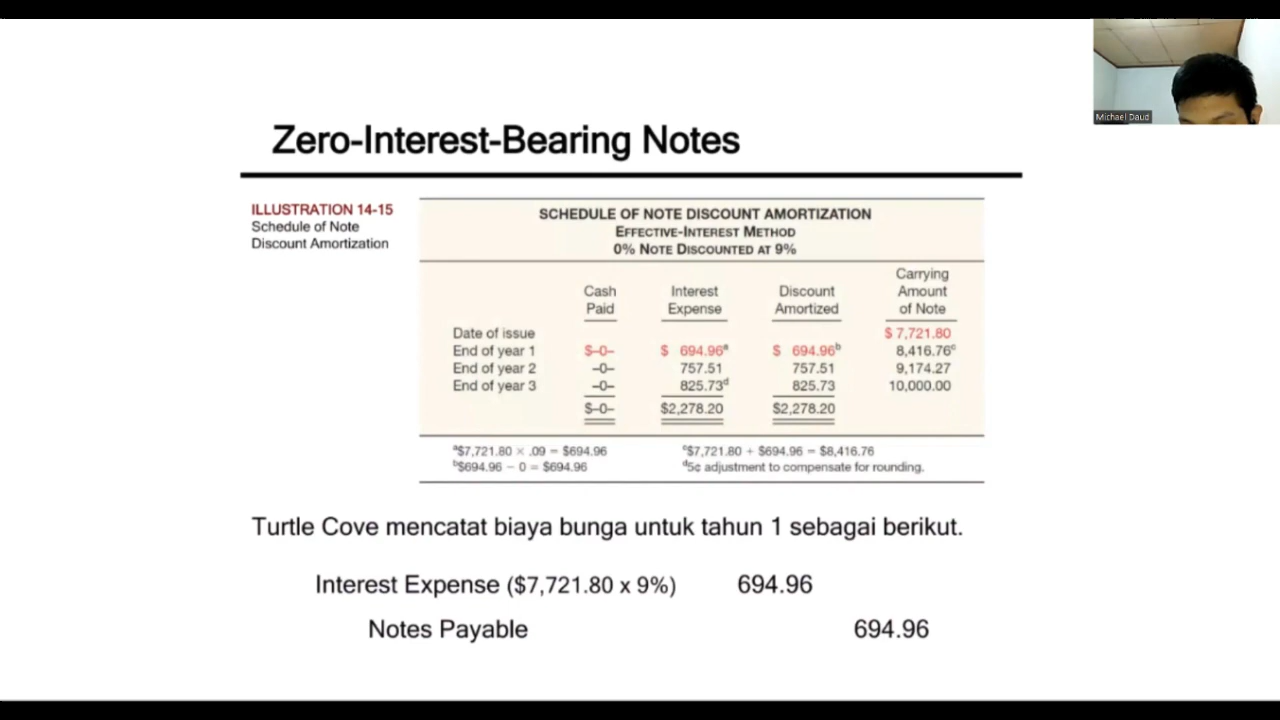 Michael Daud
Zero-Interest-Bearing Notes
ILLUSTRATION 14-15
Schedule of Note
Discount Amortization
SCHEDULE OF NOTE DISCOUNT AMORTIZATION
EFFECTIVE-INTEREST METHOD
0% NOTE DISCOUNTED AT 9%
Cash Paid Interest Expense Discount Amortized Carrying Amount of Note
Date of issue $ 7,721.80
End of year 1 $–0– $ 694.96ᵃ $ 694.96ᵇ 8,416.76ᶜ
End of year 2 –0– 757.51 757.51 9,174.27
End of year 3 –0– 825.73ᵈ 825.73 10,000.00
$–0– $2,278.20 $2,278.20
ᵃ$7,721.80 × .09 = $694.96 ᶜ$7,721.80 + $694.96 = $8,416.76
ᵇ$694.96 − 0 = $694.96 ᵈ5¢ adjustment to compensate for rounding.
Turtle Cove mencatat biaya bunga untuk tahun 1 sebagai berikut.
Interest Expense ($7,721.80 x 9%) 694.96
Notes Payable 694.96